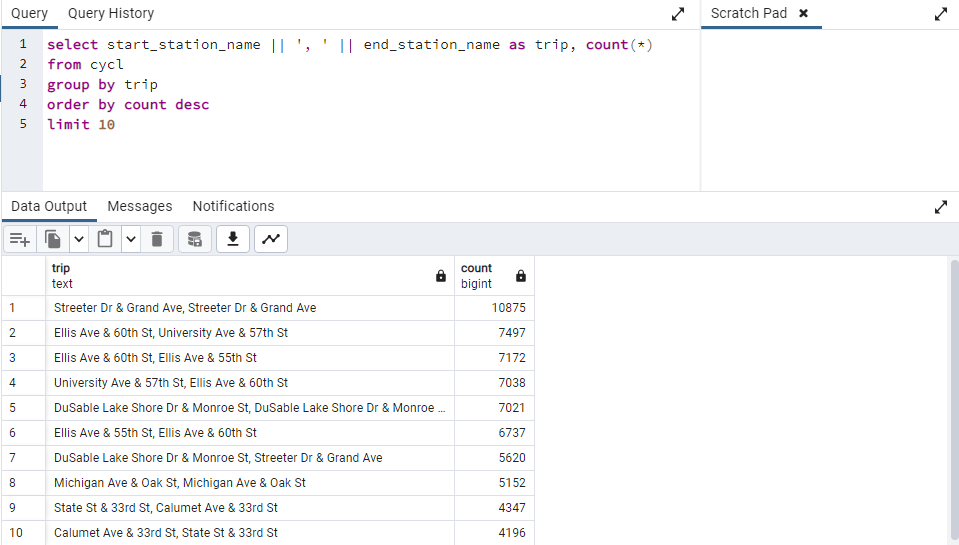 Query Query History Scratch Pad
1 select start_station_name || ', ' || end_station_name as trip, count(*)
2 from cycl
3 group by trip
4 order by count desc
5 limit 10
Data Output Messages Notifications
trip count
text bigint
1 Streeter Dr & Grand Ave, Streeter Dr & Grand Ave 10875
2 Ellis Ave & 60th St, University Ave & 57th St 7497
3 Ellis Ave & 60th St, Ellis Ave & 55th St 7172
4 University Ave & 57th St, Ellis Ave & 60th St 7038
5 DuSable Lake Shore Dr & Monroe St, DuSable Lake Shore Dr & Monroe ... 7021
6 Ellis Ave & 55th St, Ellis Ave & 60th St 6737
7 DuSable Lake Shore Dr & Monroe St, Streeter Dr & Grand Ave 5620
8 Michigan Ave & Oak St, Michigan Ave & Oak St 5152
9 State St & 33rd St, Calumet Ave & 33rd St 4347
10 Calumet Ave & 33rd St, State St & 33rd St 4196